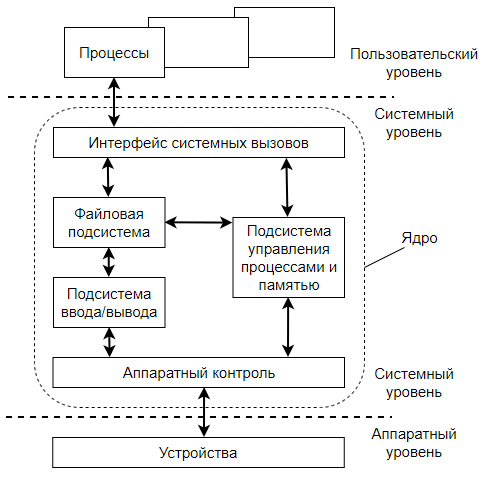 Процессы
Пользовательский
уровень
Системный
уровень
Интерфейс системных вызовов
Файловая
подсистема
Подсистема
управления
процессами и
памятью
Ядро
Подсистема
ввода/вывода
Аппаратный контроль
Системный
уровень
Аппаратный
уровень
Устройства